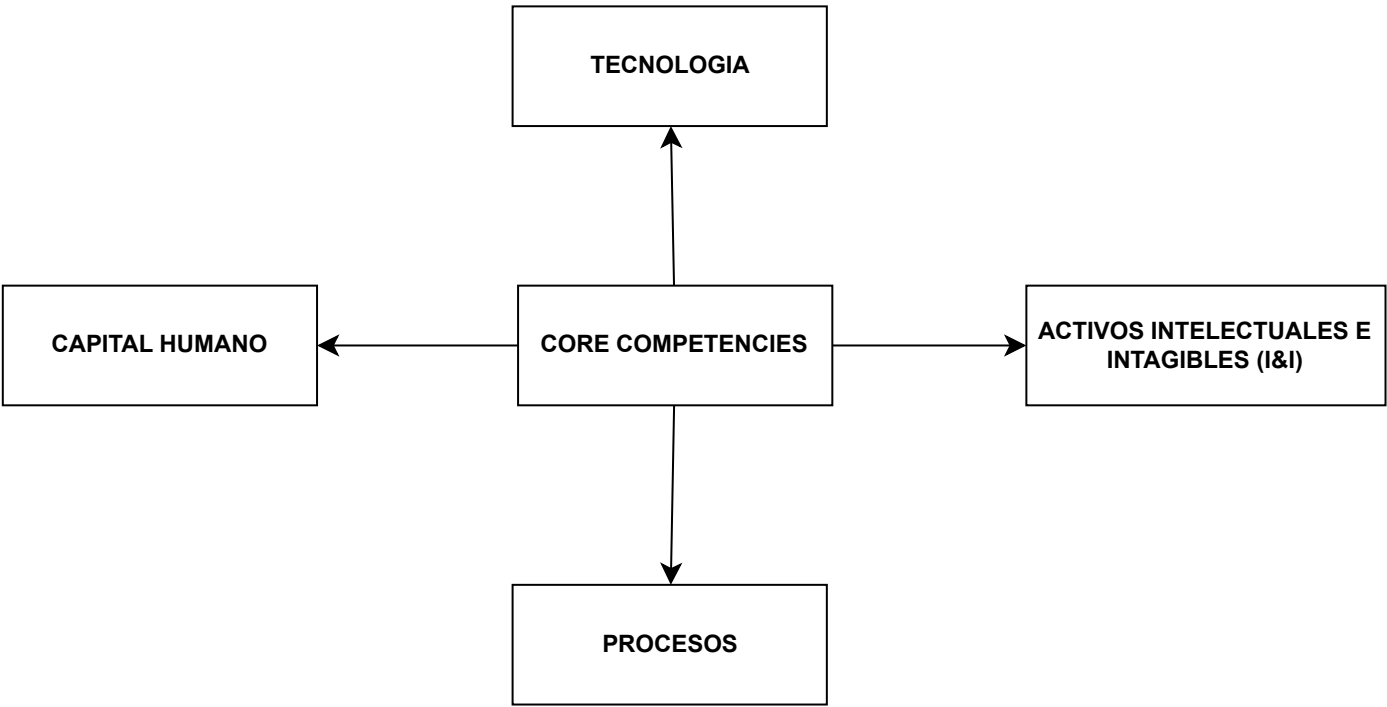 TECNOLOGIA
CAPITAL HUMANO
CORE COMPETENCIES
ACTIVOS INTELECTUALES E
INTAGIBLES (I&I)
PROCESOS